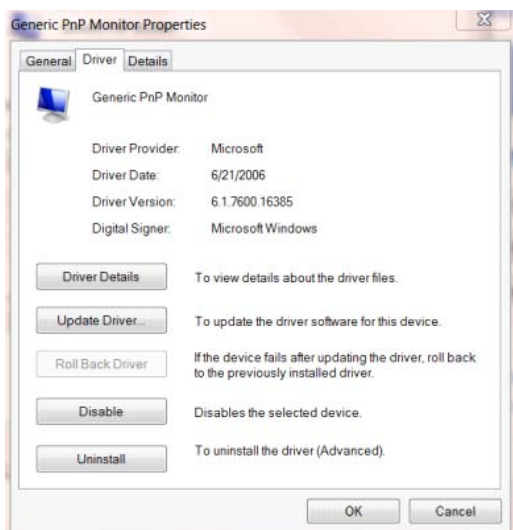 Generic PnP Monitor Properties
General Driver Details
Generic PnP Monitor
Driver Provider: Microsoft
Driver Date: 6/21/2006
Driver Version: 6.1.7600.16385
Digital Signer: Microsoft Windows
Driver Details To view details about the driver files.
Update Driver... To update the driver software for this device.
Roll Back Driver If the device fails after updating the driver, roll back
to the previously installed driver.
Disable Disables the selected device.
Uninstall To uninstall the driver (Advanced).
OK Cancel